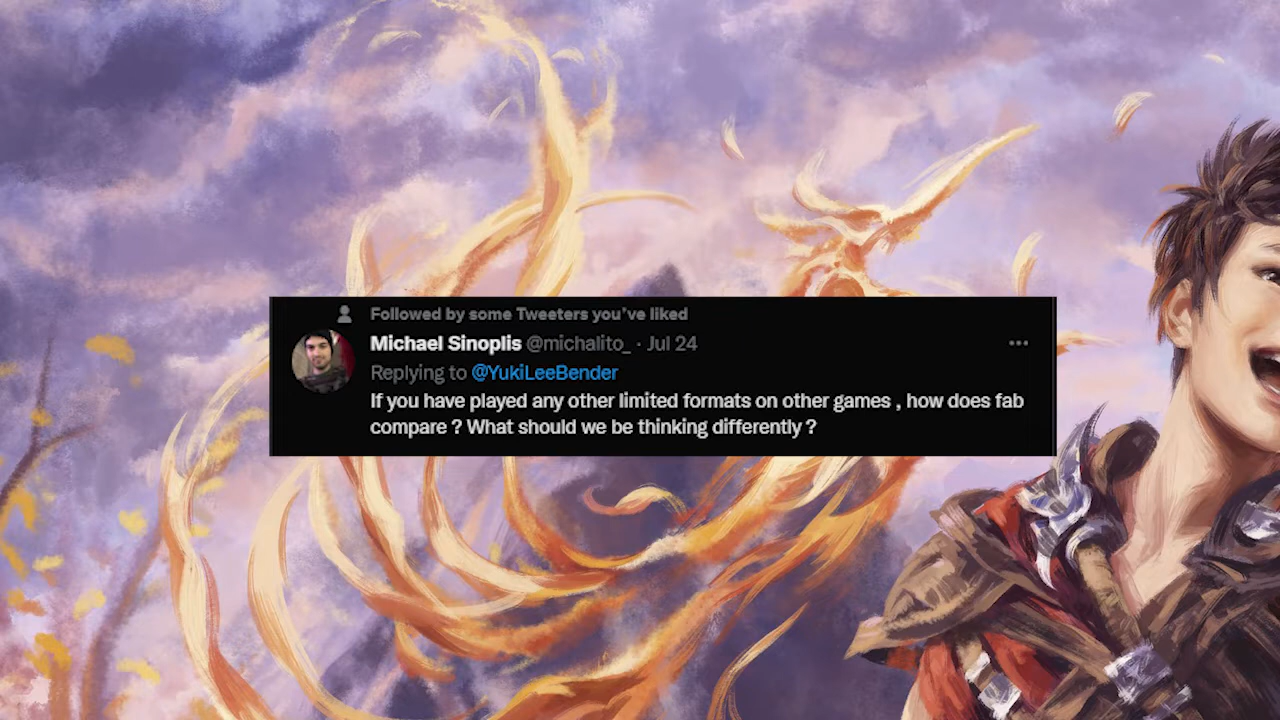 Followed by some Tweeters you've liked
Michael Sinoplis @michalito_ · Jul 24
Replying to @YukiLeeBender
If you have played any other limited formats on other games , how does fab
compare ? What should we be thinking differently ?